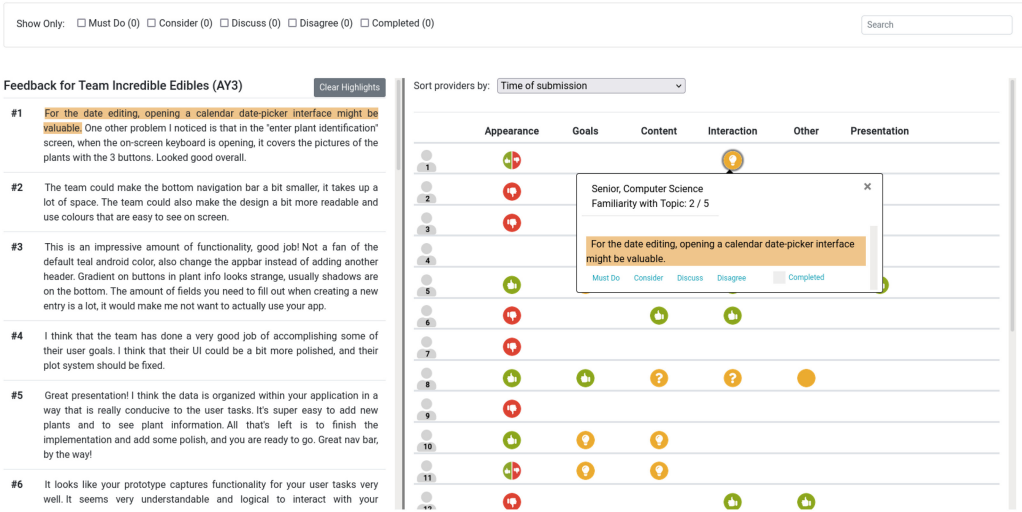 Show Only: Must Do (0) Consider (0) Discuss (0) Disagree (0) Completed (0)
Search
Feedback for Team Incredible Edibles (AY3)
Clear Highlights
#1 For the date editing, opening a calendar date-picker interface might be
valuable. One other problem I noticed is that in the "enter plant identification"
screen, when the on-screen keyboard is opening, it covers the pictures of the
plants with the 3 buttons. Looked good overall.
#2 The team could make the bottom navigation bar a bit smaller, it takes up a
lot of space. The team could also make the design a bit more readable and
use colours that are easy to see on screen.
#3 This is an impressive amount of functionality, good job! Not a fan of the
default teal android color, also change the appbar instead of adding another
header. Gradient on buttons in plant info looks strange, usually shadows are
on the bottom. The amount of fields you need to fill out when creating a new
entry is a lot, it would make me not want to actually use your app.
#4 I think that the team has done a very good job of accomplishing some of
their user goals. I think that their UI could be a bit more polished, and their
plot system should be fixed.
#5 Great presentation! I think the data is organized within your application in a
way that is really conducive to the user tasks. It's super easy to add new
plants and to see plant information. All that's left is to finish the
implementation and add some polish, and you are ready to go. Great nav bar,
by the way!
#6 It looks like your prototype captures functionality for your user tasks very
well. It seems very understandable and logical to interact with your
Sort providers by: Time of submission
Appearance Goals Content Interaction Other Presentation
1
2
3
4
5
6
7
8 ? ?
9
10
11
12
Senior, Computer Science ×
Familiarity with Topic: 2 / 5
For the date editing, opening a calendar date-picker interface
might be valuable.
Must Do Consider Discuss Disagree Completed